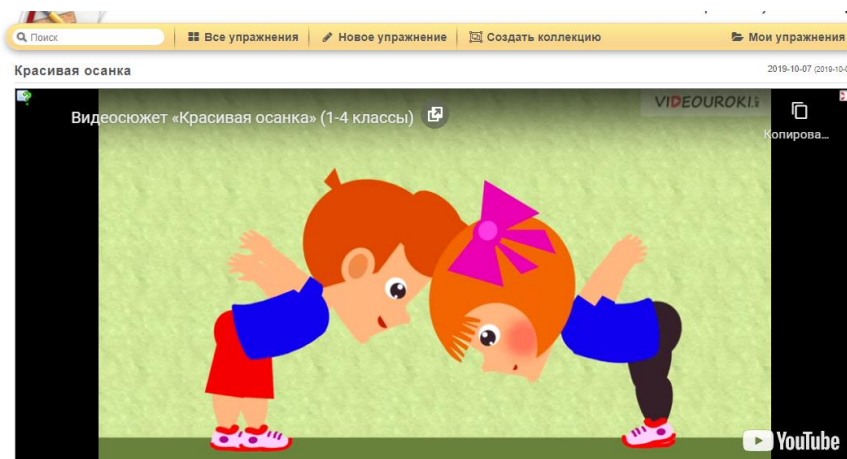 Поиск
Все упражнения
Новое упражнение
Создать коллекцию
Мои упражнения
Красивая осанка
2019-10-07
Видеосюжет «Красивая осанка» (1-4 классы)
VIDEOUROKI
Копирова...
YouTube